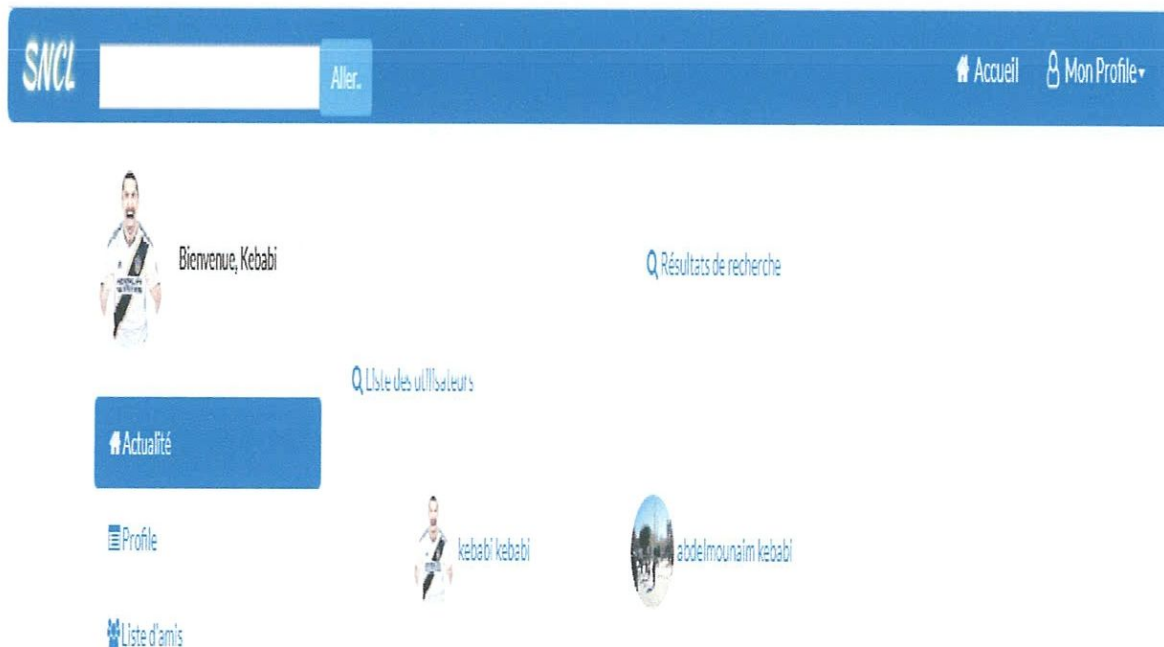 SNCL
Aller..
Accueil
Mon Profile
Bienvenue, Kebabi
Résultats de recherche
Liste des utilisateurs
Actualité
Profile
kebabi kebabi
abdelmounaim kebabi
Liste d'amis